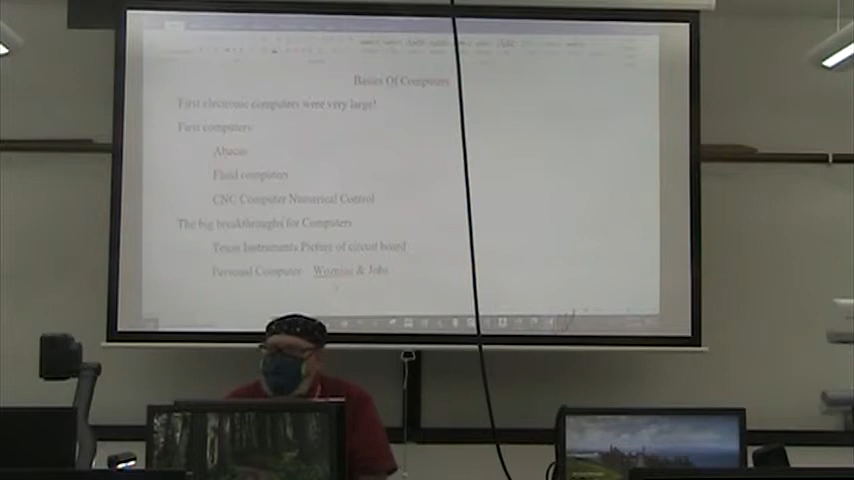 Basics Of Computers
First electronic computers were very large!
First computers:
Abacus
Fluid computers
CNC Computer Numerical Control
The big breakthroughs for Computers
Texas Instruments Picture of circuit board
Personal Computer Wozniac & Jobs